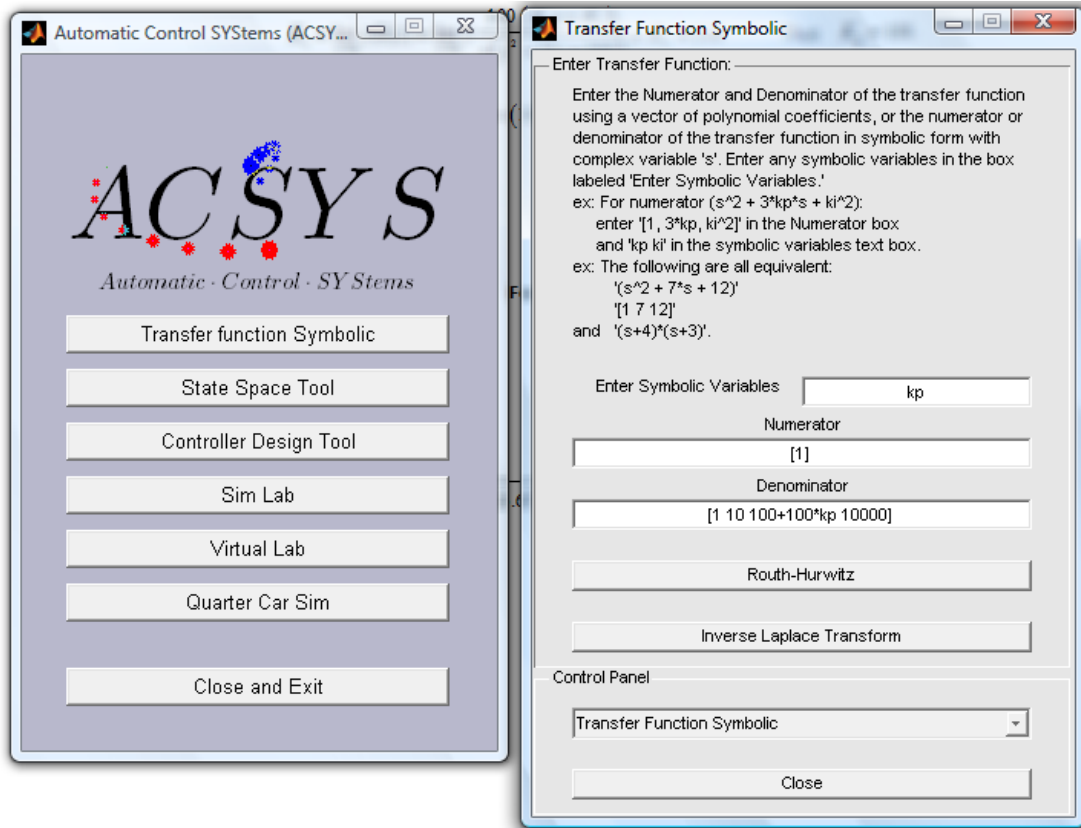 Automatic Control SYStems (ACSY...
ACSYS
Automatic · Control · SYStems
Transfer function Symbolic
State Space Tool
Controller Design Tool
Sim Lab
Virtual Lab
Quarter Car Sim
Close and Exit
Transfer Function Symbolic
Enter Transfer Function:
Enter the Numerator and Denominator of the transfer function
using a vector of polynomial coefficients, or the numerator or
denominator of the transfer function in symbolic form with
complex variable 's'. Enter any symbolic variables in the box
labeled 'Enter Symbolic Variables.'
ex: For numerator (s^2 + 3*kp*s + ki^2):
enter '[1, 3*kp, ki^2]' in the Numerator box
and 'kp ki' in the symbolic variables text box.
ex: The following are all equivalent:
'(s^2 + 7*s + 12)'
'[1 7 12]'
and '(s+4)*(s+3)'.
Enter Symbolic Variables kp
Numerator
[1]
Denominator
[1 10 100+100*kp 10000]
Routh-Hurwitz
Inverse Laplace Transform
Control Panel
Transfer Function Symbolic
Close